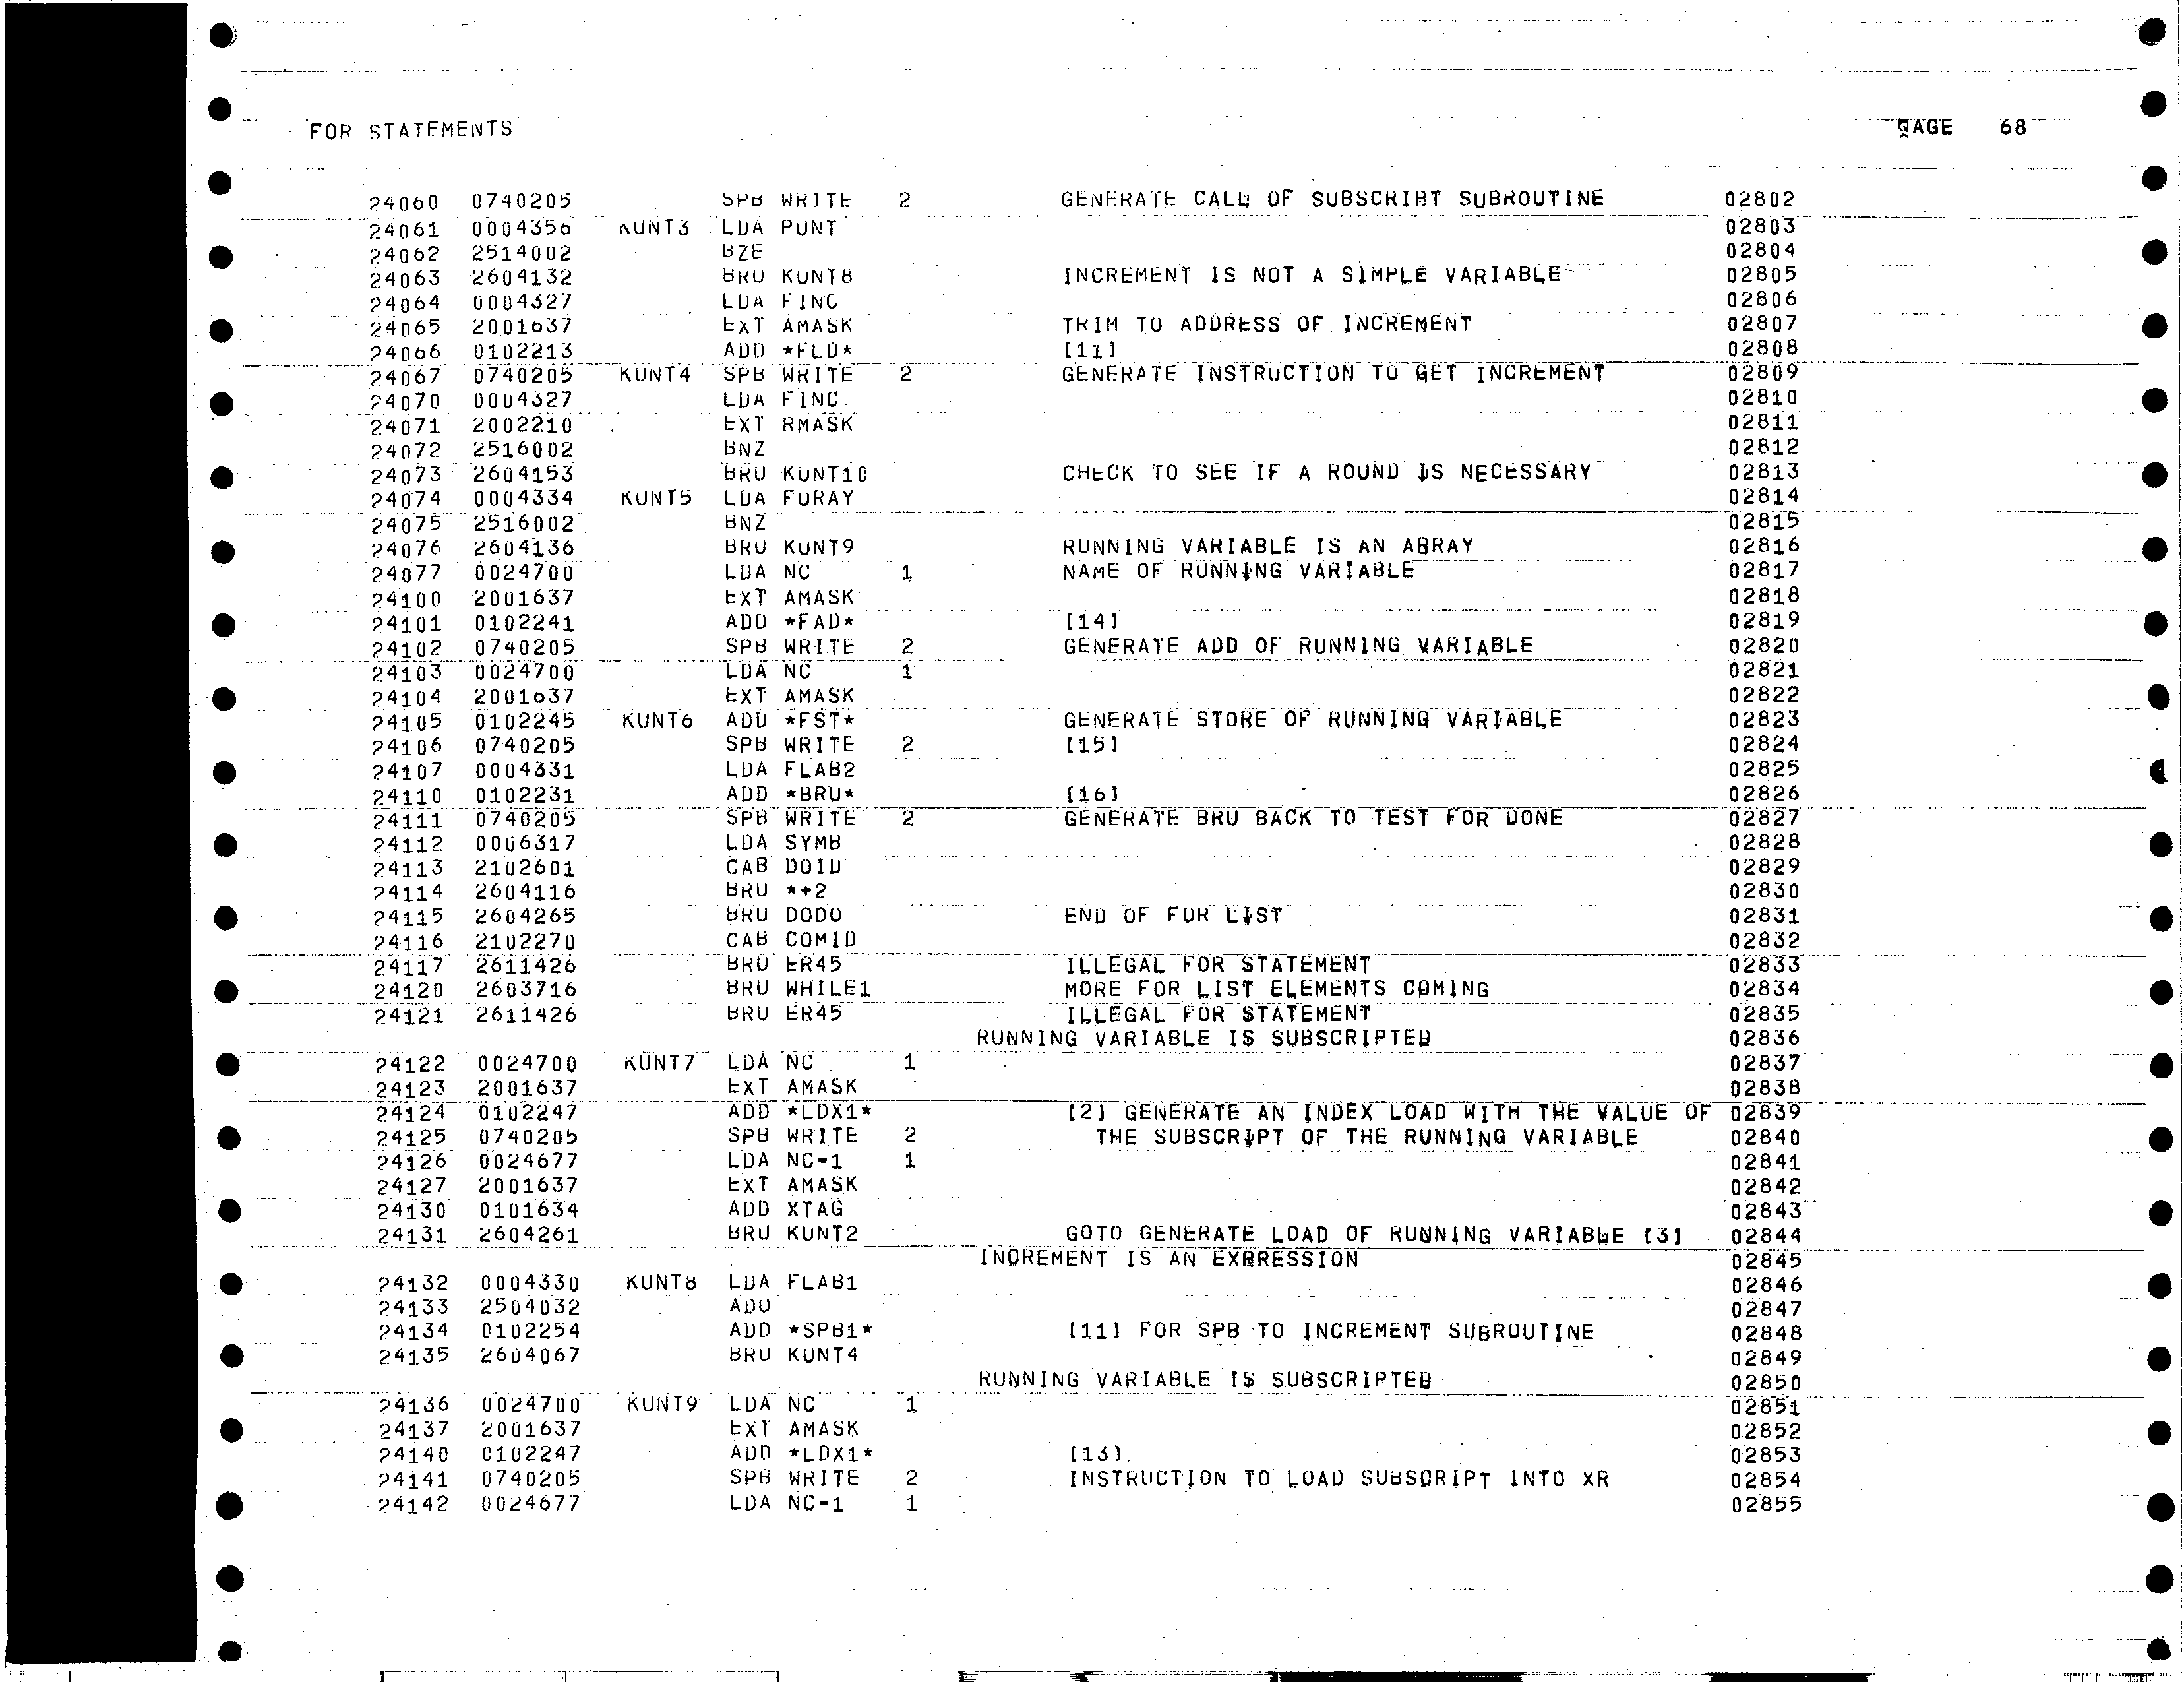 FOR STATEMENTS PAGE 68
24060 0740205 SPB WRITE 2 GENERATE CALL OF SUBSCRIPT SUBROUTINE 02802
24061 0004356 KUNT3 LDA PUNT 02803
24062 2514002 BZE 02804
24063 2604132 BRU KUNT8 INCREMENT IS NOT A SIMPLE VARIABLE 02805
24064 0004327 LDA FINC 02806
24065 2001637 EXT AMASK TRIM TO ADDRESS OF INCREMENT 02807
24066 0102213 ADD *FLD* [11] 02808
24067 0740205 KUNT4 SPB WRITE 2 GENERATE INSTRUCTION TO GET INCREMENT 02809
24070 0004327 LDA FINC 02810
24071 2002210 EXT RMASK 02811
24072 2516002 BNZ 02812
24073 2604153 BRU KUNT10 CHECK TO SEE IF A ROUND IS NECESSARY 02813
24074 0004334 KUNT5 LDA FURAY 02814
24075 2516002 BNZ 02815
24076 2604136 BRU KUNT9 RUNNING VARIABLE IS AN ARRAY 02816
24077 0024700 LDA NC 1 NAME OF RUNNING VARIABLE 02817
24100 2001637 EXT AMASK 02818
24101 0102241 ADD *FAD* [14] 02819
24102 0740205 SPB WRITE 2 GENERATE ADD OF RUNNING VARIABLE 02820
24103 0024700 LDA NC 1 02821
24104 2001637 EXT AMASK 02822
24105 0102245 KUNT6 ADD *FST* GENERATE STORE OF RUNNING VARIABLE 02823
24106 0740205 SPB WRITE 2 [15] 02824
24107 0004331 LDA FLAB2 02825
24110 0102231 ADD *BRU* [16] 02826
24111 0740205 SPB WRITE 2 GENERATE BRU BACK TO TEST FOR DONE 02827
24112 0006317 LDA SYMB 02828
24113 2102601 CAB DOID 02829
24114 2604116 BRU *+2 02830
24115 2604265 BRU DODO END OF FOR LIST 02831
24116 2102270 CAB COMID 02832
24117 2611426 BRU ER45 ILLEGAL FOR STATEMENT 02833
24120 2603716 BRU WHILE1 MORE FOR LIST ELEMENTS COMING 02834
24121 2611426 BRU ER45 ILLEGAL FOR STATEMENT 02835
RUNNING VARIABLE IS SUBSCRIPTED 02836
24122 0024700 KUNT7 LDA NC 1 02837
24123 2001637 EXT AMASK 02838
24124 0102247 ADD *LDX1* [2] GENERATE AN INDEX LOAD WITH THE VALUE OF 02839
24125 0740205 SPB WRITE 2 THE SUBSCRIPT OF THE RUNNING VARIABLE 02840
24126 0024677 LDA NC-1 1 02841
24127 2001637 EXT AMASK 02842
24130 0101634 ADD XTAG 02843
24131 2604261 BRU KUNT2 GOTO GENERATE LOAD OF RUNNING VARIABLE [3] 02844
INCREMENT IS AN EXPRESSION 02845
24132 0004330 KUNT8 LDA FLAB1 02846
24133 2504032 ADO 02847
24134 0102254 ADD *SPB1* [11] FOR SPB TO INCREMENT SUBROUTINE 02848
24135 2604067 BRU KUNT4 02849
RUNNING VARIABLE IS SUBSCRIPTED 02850
24136 0024700 KUNT9 LDA NC 1 02851
24137 2001637 EXT AMASK 02852
24140 0102247 ADD *LDX1* [13] 02853
24141 0740205 SPB WRITE 2 INSTRUCTION TO LOAD SUBSCRIPT INTO XR 02854
24142 0024677 LDA NC-1 1 02855